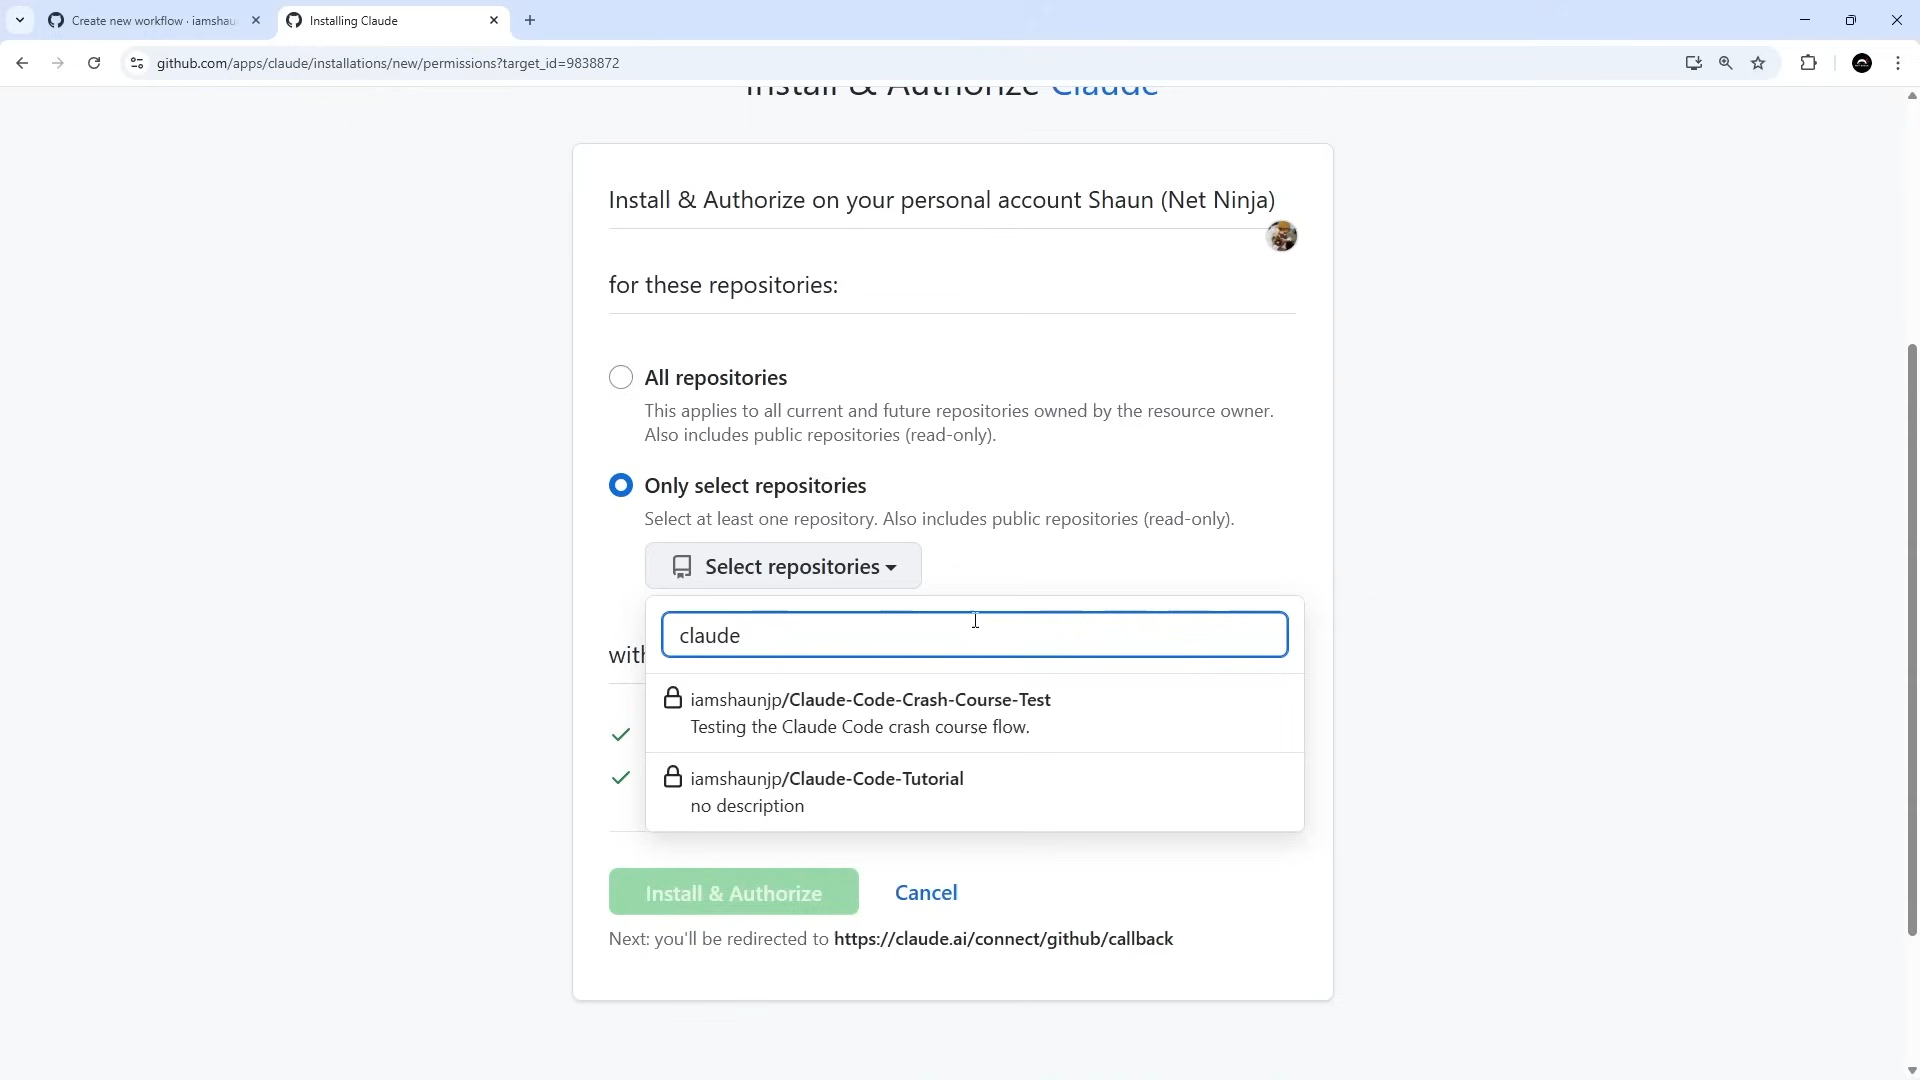 Create new workflow · iamshau
Installing Claude
github.com/apps/claude/installations/new/permissions?target_id=9838872
Install & Authorize Claude
Install & Authorize on your personal account Shaun (Net Ninja)
for these repositories:
All repositories
This applies to all current and future repositories owned by the resource owner.
Also includes public repositories (read-only).
Only select repositories
Select at least one repository. Also includes public repositories (read-only).
Select repositories
claude
with
iamshaunjp/Claude-Code-Crash-Course-Test
Testing the Claude Code crash course flow.
iamshaunjp/Claude-Code-Tutorial
no description
Install & Authorize
Cancel
Next: you'll be redirected to https://claude.ai/connect/github/callback